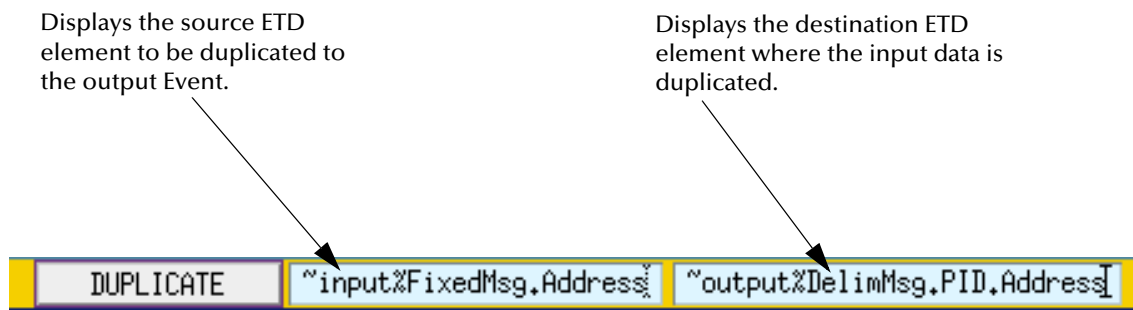 Displays the source ETD
element to be duplicated to
the output Event.
Displays the destination ETD
element where the input data is
duplicated.
DUPLICATE
~input%FixedMsg.Address
~output%DelimMsg.PID.Address